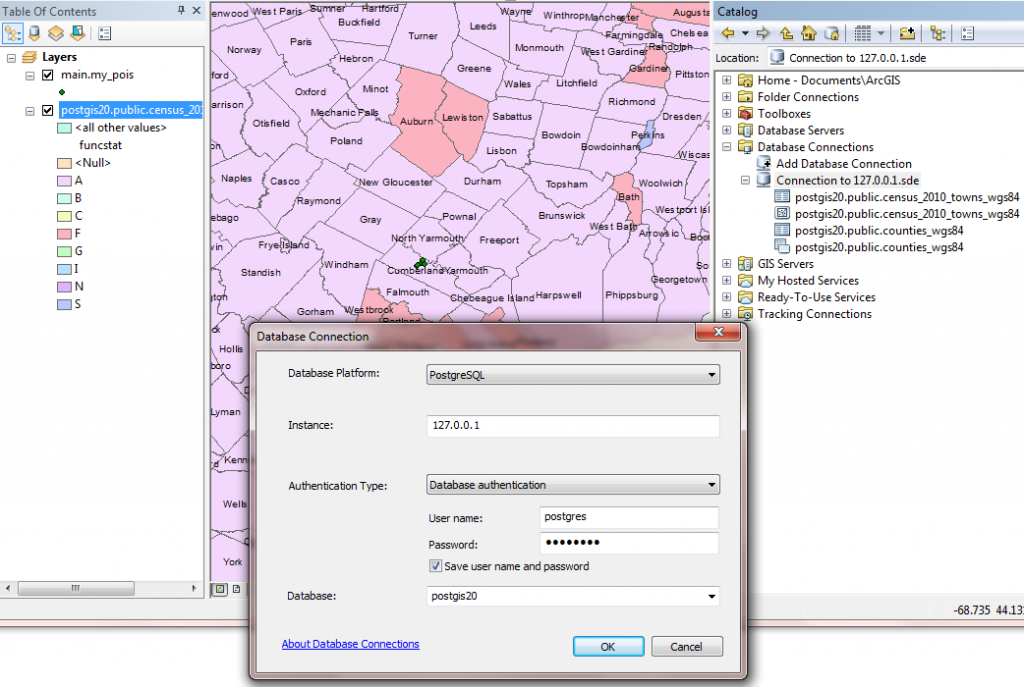 Table Of Contents
Layers
main.my_pois
postgis20.public.census_20
<all other values>
funcstat
<Null>
A
B
C
F
G
I
N
S
West Paris
Sumner
Hartford
Wayne
Winthrop
Manchester
Augusta
Buckfield
Leeds
Farmingdale
Chelsea
Norway
Paris
Turner
Monmouth
West Gardiner
Randolph
Hebron
Greene
Gardiner
Pittston
Oxford
Minot
Wales
Litchfield
Richmond
Mechanic Falls
Auburn
Lewiston
Sabattus
Dresden
Otisfield
Poland
Bowdoin
Perkins
Lisbon
Bowdoinham
Wiscas
Naples
Casco
New Gloucester
Durham
Topsham
Woolwich
Raymond
Bath
Gray
Pownal
Brunswick
Westport Isl
West Bath
Arrowsic
Boo
Frye Island
North Yarmouth
Freeport
Windham
Cumberland
Yarmouth
Standish
Georgetown
Falmouth
Chebeague Island
Harpswell
Phippsburg
Gorham
Westbrook
Portland
Hollis
Lyman
Kenn
Wells
York
Catalog
Location:
Connection to 127.0.0.1.sde
Home - Documents\ArcGIS
Folder Connections
Toolboxes
Database Servers
Database Connections
Add Database Connection
Connection to 127.0.0.1.sde
postgis20.public.census_2010_towns_wgs84
postgis20.public.census_2010_towns_wgs84
postgis20.public.counties_wgs84
postgis20.public.counties_wgs84
GIS Servers
My Hosted Services
Ready-To-Use Services
Tracking Connections
-68.735 44.13
Database Connection
Database Platform:
PostgreSQL
Instance:
127.0.0.1
Authentication Type:
Database authentication
User name:
postgres
Password:
••••••••
Save user name and password
Database:
postgis20
About Database Connections
OK
Cancel